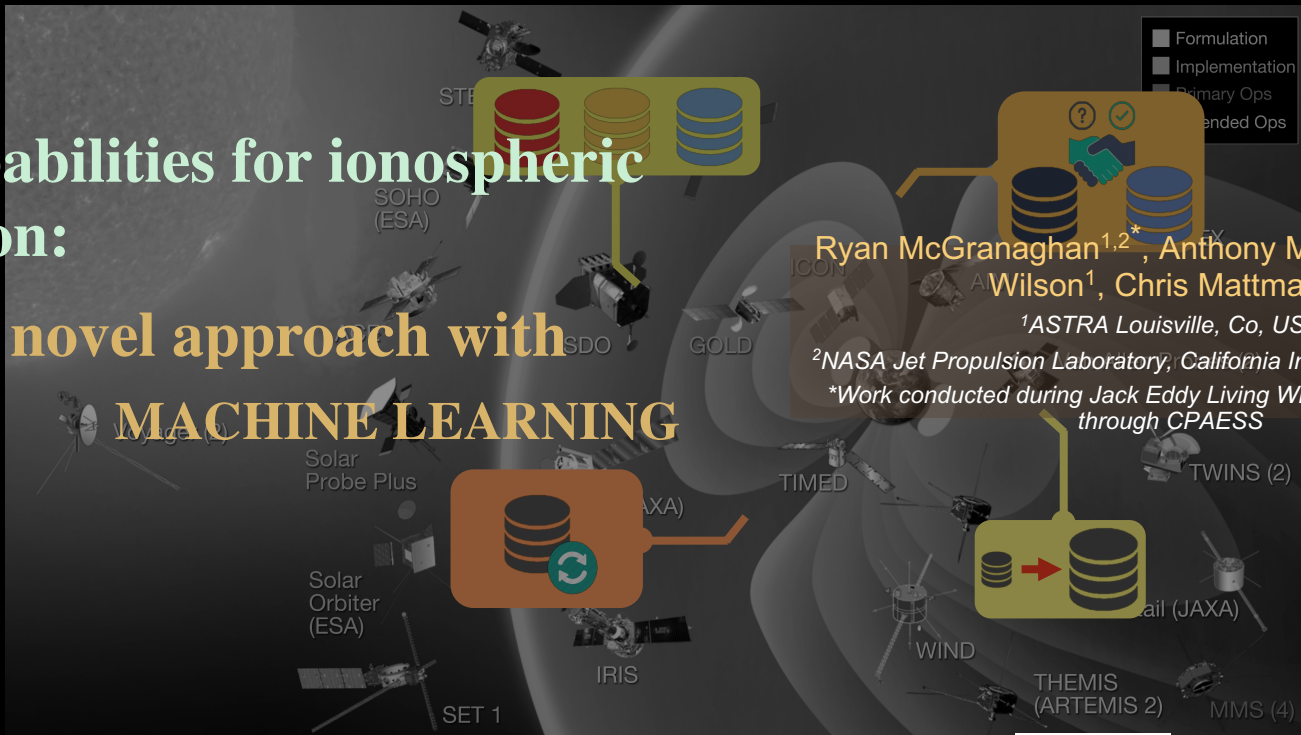 Formulation
Implementation
Primary Ops
ended Ops
STE
abilities for ionospheric
SOHO
(ESA)
on:
Ryan McGranaghan1,2*, Anthony M
Wilson1, Chris Mattma
ICON
1ASTRA Louisville, Co, US
novel approach with
SDO
GOLD
2NASA Jet Propulsion Laboratory, California In
*Work conducted during Jack Eddy Living Wi
through CPAESS
MACHINE LEARNING
Voyager (2)
Solar
Probe Plus
TIMED
TWINS (2)
AXA)
Solar
Orbiter
(ESA)
ail (JAXA)
WIND
IRIS
THEMIS
(ARTEMIS 2)
MMS (4)
SET 1